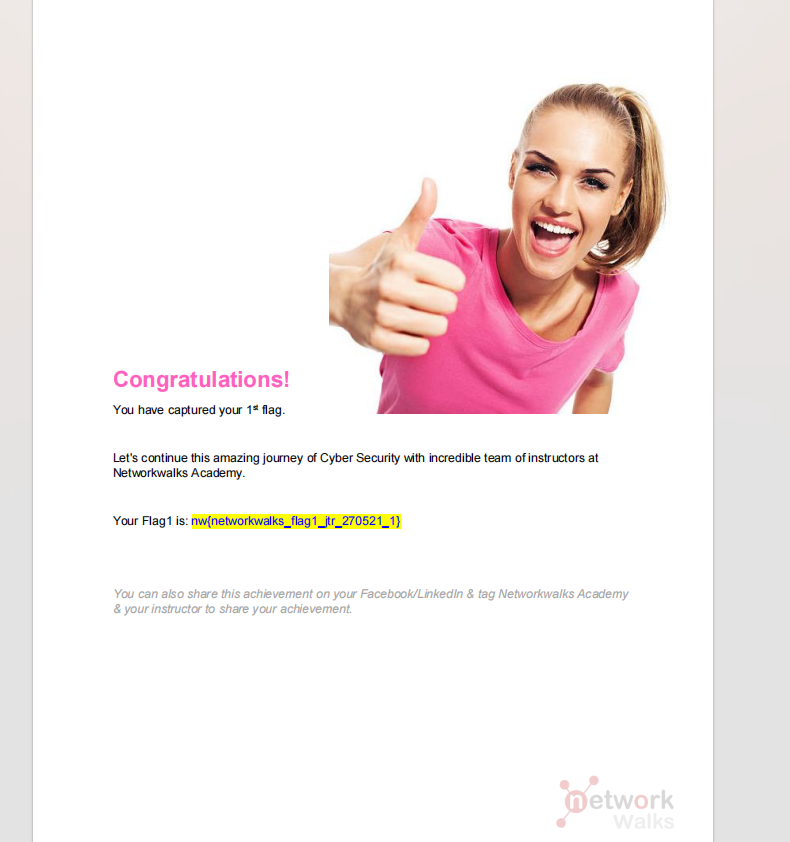 Congratulations!
You have captured your 1st flag.
Let's continue this amazing journey of Cyber Security with incredible team of instructors at
Networkwalks Academy.
Your Flag1 is: nw{networkwalks_flag1_jtr_270521_1}
You can also share this achievement on your Facebook/LinkedIn & tag Networkwalks Academy
& your instructor to share your achievement.
network
Walks